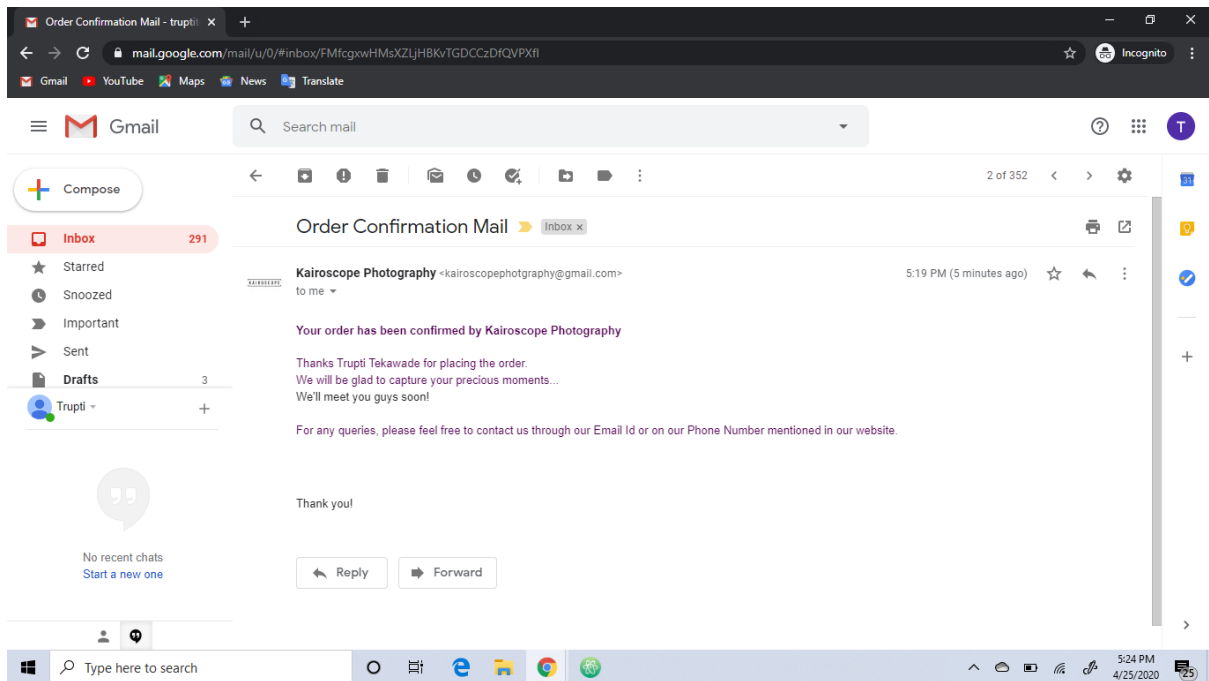 Order Confirmation Mail - truptit
mail.google.com/mail/u/0/#inbox/FMfcgxwHMsXZLjHBKvTGDCCzDfQVPXfl
Incognito
Gmail YouTube Maps News Translate
Gmail
Search mail
T
Compose
2 of 352
31
Order Confirmation Mail Inbox x
Inbox 291
Starred
Snoozed
Important
Sent
Drafts 3
Trupti
No recent chats
Start a new one
KAIROSCOPE
Kairoscope Photography <kairoscopephotgraphy@gmail.com>
5:19 PM (5 minutes ago)
to me
Your order has been confirmed by Kairoscope Photography
Thanks Trupti Tekawade for placing the order.
We will be glad to capture your precious moments...
We'll meet you guys soon!
For any queries, please feel free to contact us through our Email Id or on our Phone Number mentioned in our website.
Thank you!
Reply Forward
Type here to search
5:24 PM
4/25/2020
25